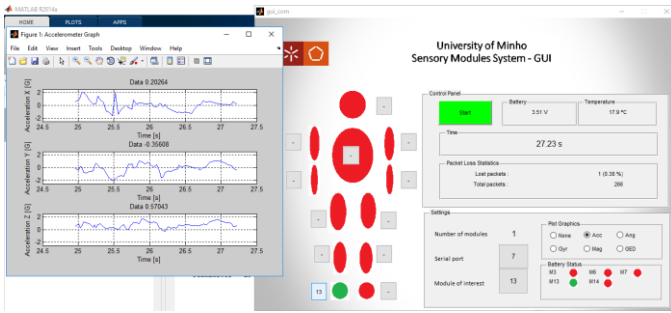 MATLAB R2014a
HOME
PLOTS
APPS
Figure 1: Accelerometer Graph
File Edit View Insert Tools Desktop Window Help
Data 0.20264
Acceleration X [G]
2
0
-2
24.5 25 25.5 26 26.5 27 27.5
Time [s]
Data -0.35608
Acceleration Y [G]
2
0
-2
24.5 25 25.5 26 26.5 27 27.5
Time [s]
Data 0.57043
Acceleration Z [G]
2
0
-2
24.5 25 25.5 26 26.5 27 27.5
Time [s]
gui_com
University of Minho
Sensory Modules System - GUI
-
-
-
-
-
-
-
-
-
-
-
13
-
Control Panel
Start
Battery
3.51 V
Temperature
17.9 ºC
Time
27.23 s
Packet Loss Statistics
Lost packets : 1 (0.38 %)
Total packets : 266
Settings
Number of modules 1
Serial port 7
Module of interest 13
Plot Graphics
None Acc Ang
Gyr Mag OED
Battery Status
M3 M6 M7
M13 M14